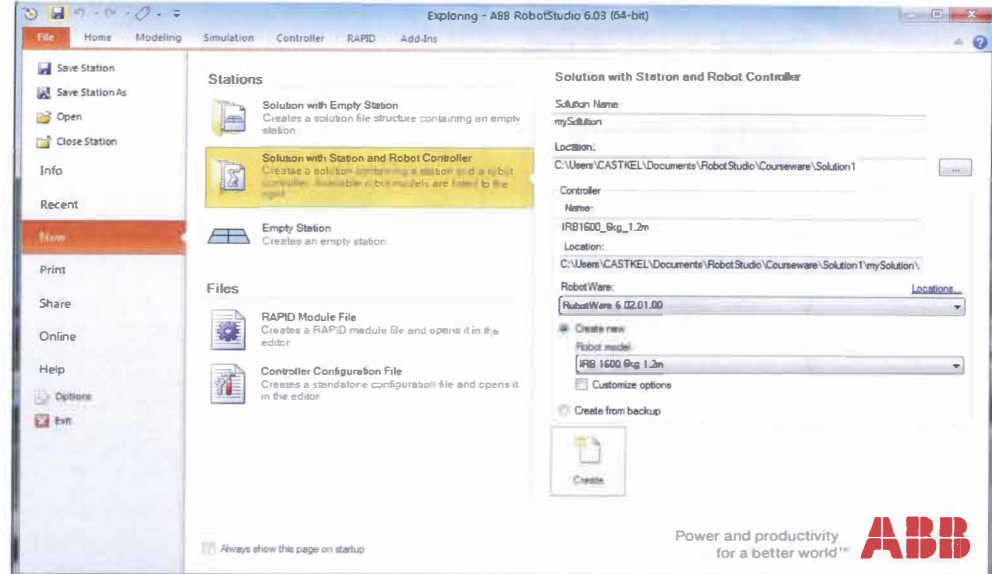 Exploring - ABB RobotStudio 6.03 (64-bit)
File Home Modeling Simulation Controller RAPID Add-Ins
Save Station
Save Station As
Open
Close Station
Info
Recent
New
Print
Share
Online
Help
Options
Exit
Stations
Solution with Empty Station
Creates a solution file structure containing an empty
station
Solution with Station and Robot Controller
Creates a solution containing a station and a robot
controller. Available robot models are listed to the
right
Empty Station
Creates an empty station
Files
RAPID Module File
Creates a RAPID module file and opens it in the
editor
Controller Configuration File
Creates a standalone configuration file and opens it
in the editor
Always show this page on startup
Solution with Station and Robot Controller
Solution Name
mySolution
Location:
C:\Users\CASTKEL\Documents\RobotStudio\Courseware\Solution1
...
Controller
Name:
IRB1600_6kg_1.2m
Location:
C:\Users\CASTKEL\Documents\RobotStudio\Courseware\Solution1\mySolution\
RobotWare:
Locations...
RobotWare 6.02.01.00
Create new
Robot model
IRB 1600 6kg 1.2m
Customize options
Create from backup
Create
Power and productivity
for a better world™
ABB